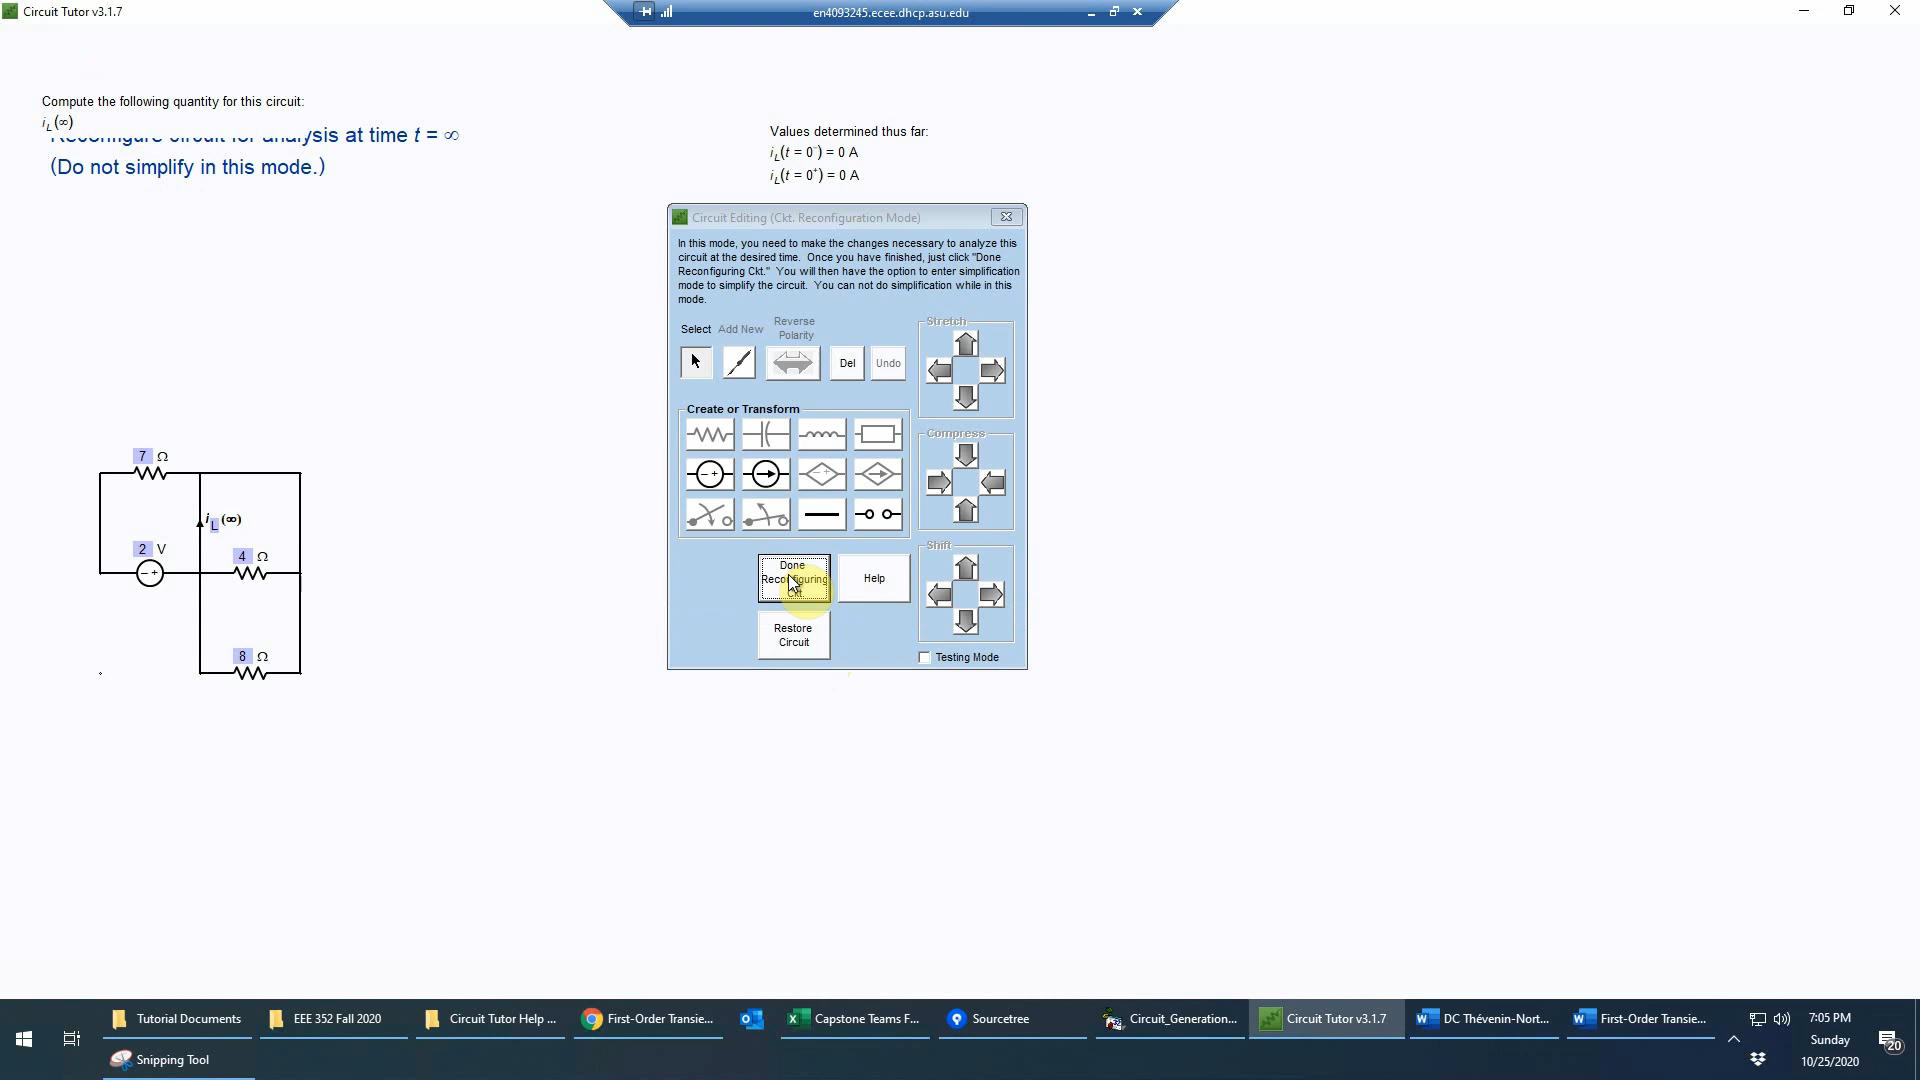 Circuit Tutor v3.1.7
en4093245.ecee.dhcp.asu.edu
Compute the following quantity for this circuit:
iL(∞)
Reconfigure circuit for analysis at time t = ∞
(Do not simplify in this mode.)
Values determined thus far:
iL(t = 0⁻) = 0 A
iL(t = 0⁺) = 0 A
Circuit Editing (Ckt. Reconfiguration Mode)
In this mode, you need to make the changes necessary to analyze this
circuit at the desired time. Once you have finished, just click "Done
Reconfiguring Ckt." You will then have the option to enter simplification
mode to simplify the circuit. You can not do simplification while in this
mode.
Select Add New Reverse
Polarity
Del Undo
Stretch
Create or Transform
Compress
- +
- +
Done
Reconfiguring
Ckt.
Help
Restore
Circuit
Shift
Testing Mode
7 Ω
iL(∞)
2 V
4 Ω
- +
8 Ω
Tutorial Documents
EEE 352 Fall 2020
Circuit Tutor Help ...
First-Order Transie...
Capstone Teams F...
Sourcetree
Circuit_Generation...
Circuit Tutor v3.1.7
DC Thévenin-Nort...
First-Order Transie...
Snipping Tool
7:05 PM
Sunday
10/25/2020
20